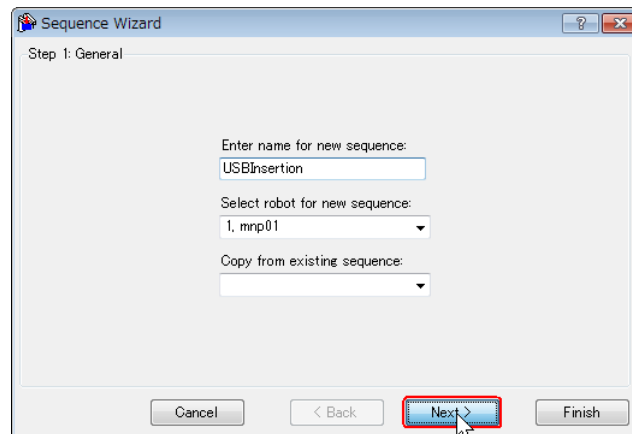 Sequence Wizard
Step 1: General
Enter name for new sequence:
USBInsertion
Select robot for new sequence:
1, mnp01
Copy from existing sequence:
Cancel
< Back
Next >
Finish